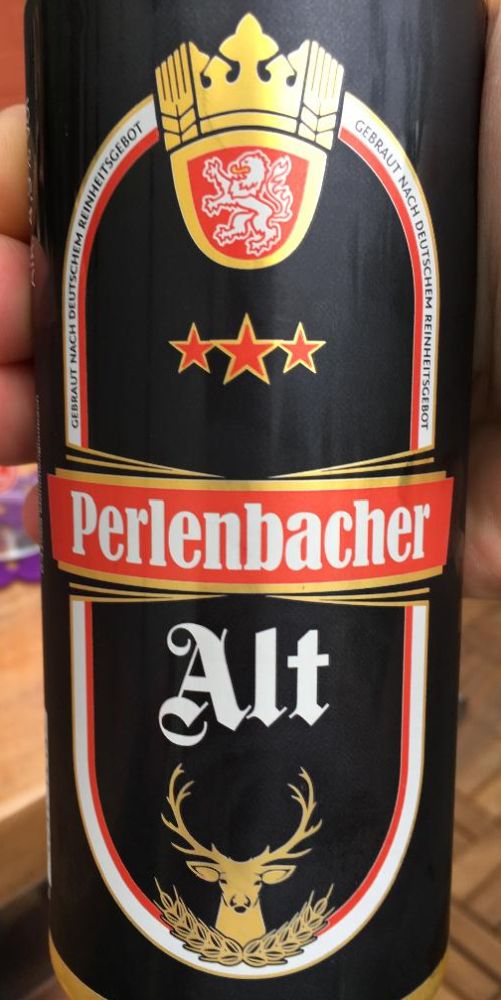 GEBRAUT NACH DEUTSCHEM REINHEITSGEBOT
GEBRAUT NACH DEUTSCHEM REINHEITSGEBOT
Perlenbacher
Alt